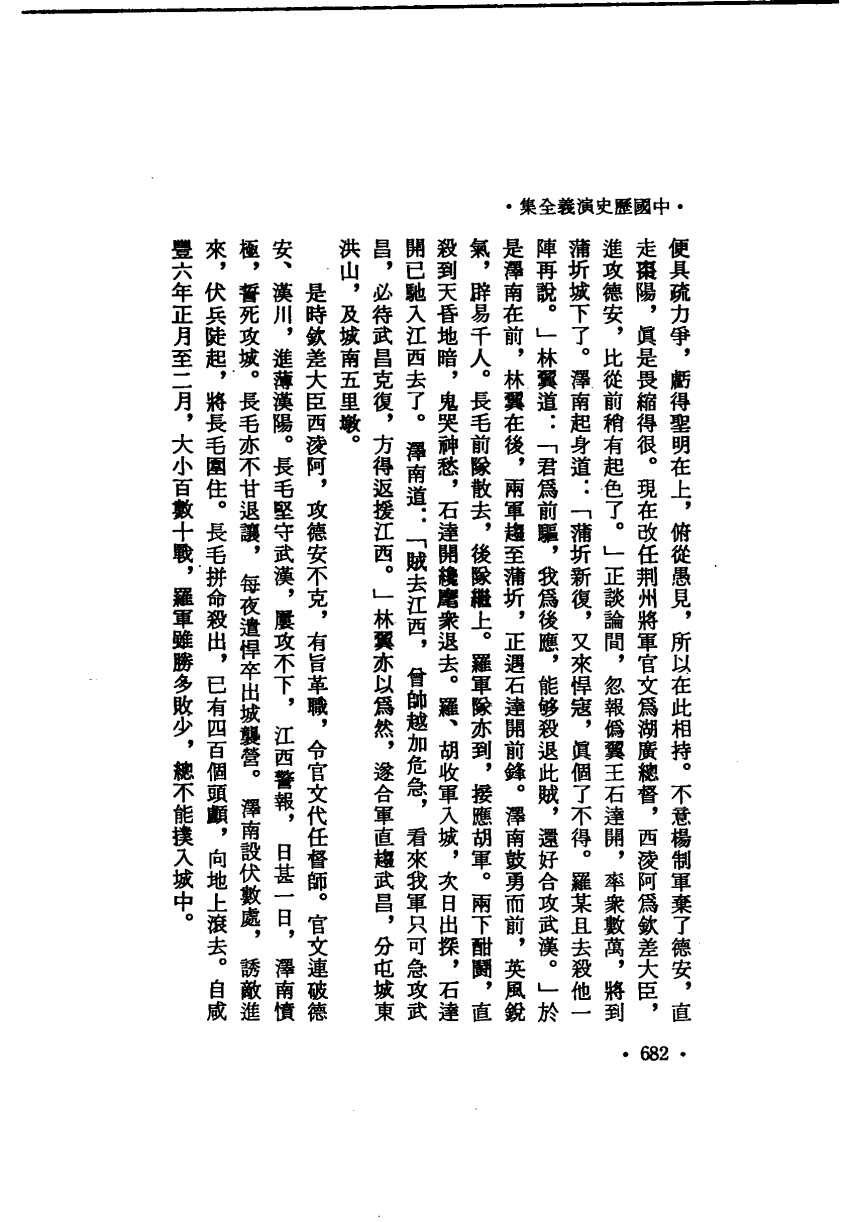 •中國歷史演義全集•
便具疏力爭，虧得聖明在上，俯從愚見，所以在此相持。不意楊制軍棄了德安，直
走棗陽，眞是畏縮得很。現在改任荆州將軍官文爲湖廣總督，西淩阿爲欽差大臣，
進攻德安，比從前稍有起色了。」正談論間，忽報僞翼王石達開，率衆數萬，將到
蒲圻城下了。澤南起身道：「蒲圻新復，又來悍寇，眞個了不得。羅某且去殺他一
陣再說。」林翼道：「君爲前驅，我爲後應，能够殺退此賊，還好合攻武漢。」於
是澤南在前，林翼在後，兩軍趨至蒲圻，正遇石達開前鋒。澤南鼓勇而前，英風銳
氣，辟易千人。長毛前隊散去，後隊繼上。羅軍隊亦到，接應胡軍。兩下酣鬭，直
殺到天昏地暗，鬼哭神愁，石達開纔麾衆退去。羅、胡收軍入城，次日出探，石達
開已馳入江西去了。澤南道：「賊去江西，曾帥越加危急，看來我軍只可急攻武
昌，必待武昌克復，方得返援江西。」林翼亦以爲然，遂合軍直趨武昌，分屯城東
洪山，及城南五里墩。
是時欽差大臣西淩阿，攻德安不克，有旨革職，令官文代任督師。官文連破德
安、漢川，進薄漢陽。長毛堅守武漢，屢攻不下，江西警報，日甚一日，澤南憤
極，誓死攻城。長毛亦不甘退讓，每夜遣悍卒出城襲營。澤南設伏數處，誘敵進
來，伏兵陡起，將長毛圍住。長毛拼命殺出，已有四百個頭顱，向地上滾去。自咸
豐六年正月至二月，大小百數十戰，羅軍雖勝多敗少，總不能撲入城中。
•682•